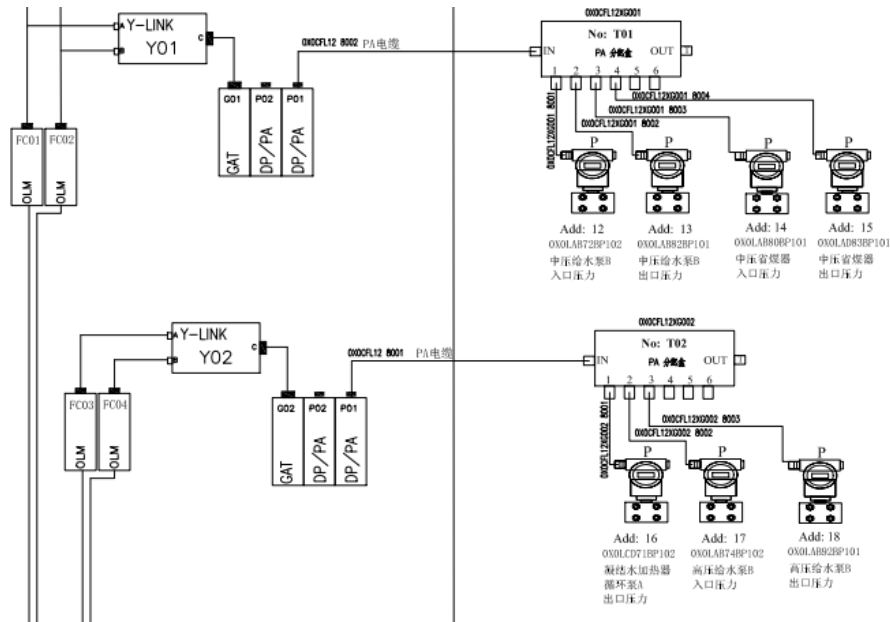 0X0CFL12XG001
Y-LINK
A
B
C
Y01
0X0CFL12 8002 PA电缆
No: T01
IN
OUT
T
PA 分配盒
1 2 3 4 5 6
G01
P02
P01
GAT
DP/PA
DP/PA
0X0CFL12XG001 8001
0X0CFL12XG001 8004
0X0CFL12XG001 8003
0X0CFL12XG001 8002
FC01
FC02
OLM
OLM
P
P
P
P
Add: 12
Add: 13
Add: 14
Add: 15
0X0LAB72BP102
0X0LAB82BP101
0X0LAB80BP101
0X0LAD83BP101
中压给水泵B
中压给水泵B
中压省煤器
中压省煤器
入口压力
出口压力
入口压力
出口压力
0X0CFL12XG002
Y-LINK
A
B
C
Y02
0X0CFL12 8001 PA电缆
No: T02
IN
OUT
T
PA 分配盒
1 2 3 4 5 6
FC03
FC04
OLM
OLM
G02
P02
P01
GAT
DP/PA
DP/PA
0X0CFL12XG002 8001
0X0CFL12XG002 8003
0X0CFL12XG002 8002
P
P
P
Add: 16
Add: 17
Add: 18
0X0LCD71BP102
0X0LAB74BP102
0X0LAB92BP101
凝结水加热器
高压给水泵B
高压给水泵B
循环泵A
入口压力
出口压力
出口压力